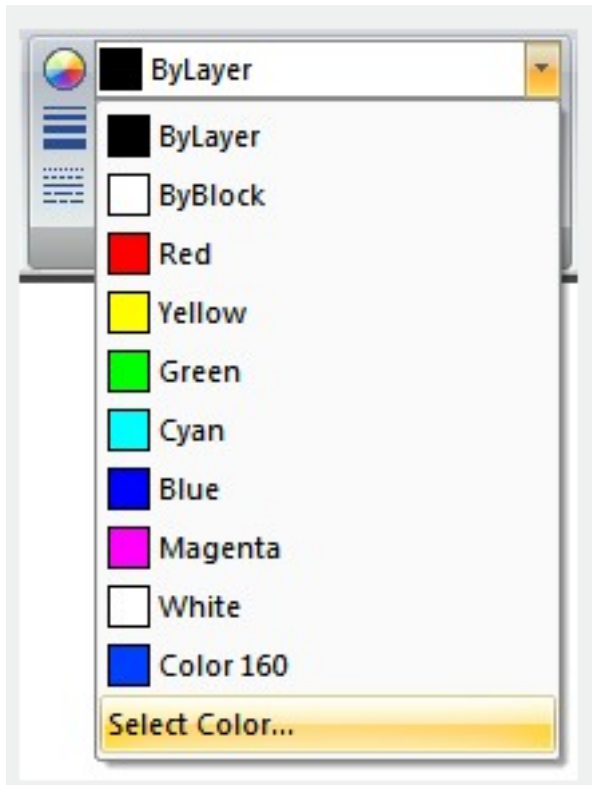 ByLayer
ByLayer
ByBlock
Red
Yellow
Green
Cyan
Blue
Magenta
White
Color 160
Select Color...